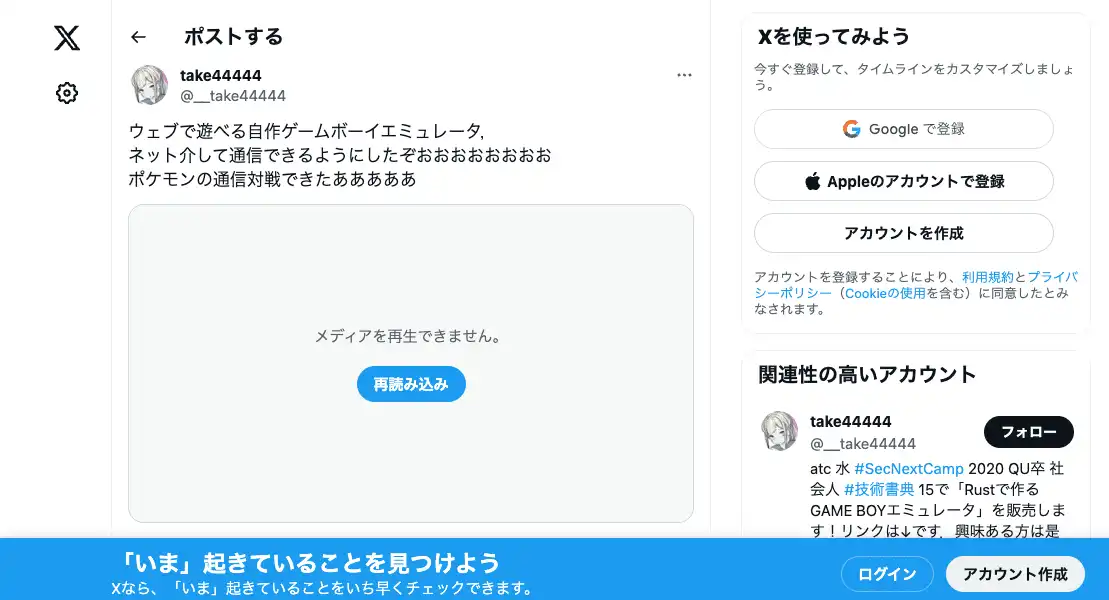 ポストする
take44444
@__take44444
ウェブで遊べる自作ゲームボーイエミュレータ,
ネット介して通信できるようにしたぞおおおおおおおお
ポケモンの通信対戦できたああああああ
メディアを再生できません。
再読み込み
Xを使ってみよう
今すぐ登録して、タイムラインをカスタマイズしましょ
う。
Google で登録
Appleのアカウントで登録
アカウントを作成
アカウントを登録することにより、利用規約とプライバ
シーポリシー（Cookieの使用を含む）に同意したとみ
なされます。
関連性の高いアカウント
take44444
@__take44444
フォロー
atc 水 #SecNextCamp 2020 QU卒 社
会人 #技術書典 15で「Rustで作る
GAME BOYエミュレータ」を販売しま
す！リンクは↓です．興味ある方は是
「いま」起きていることを見つけよう
Xなら、「いま」起きていることをいち早くチェックできます。
ログイン
アカウント作成